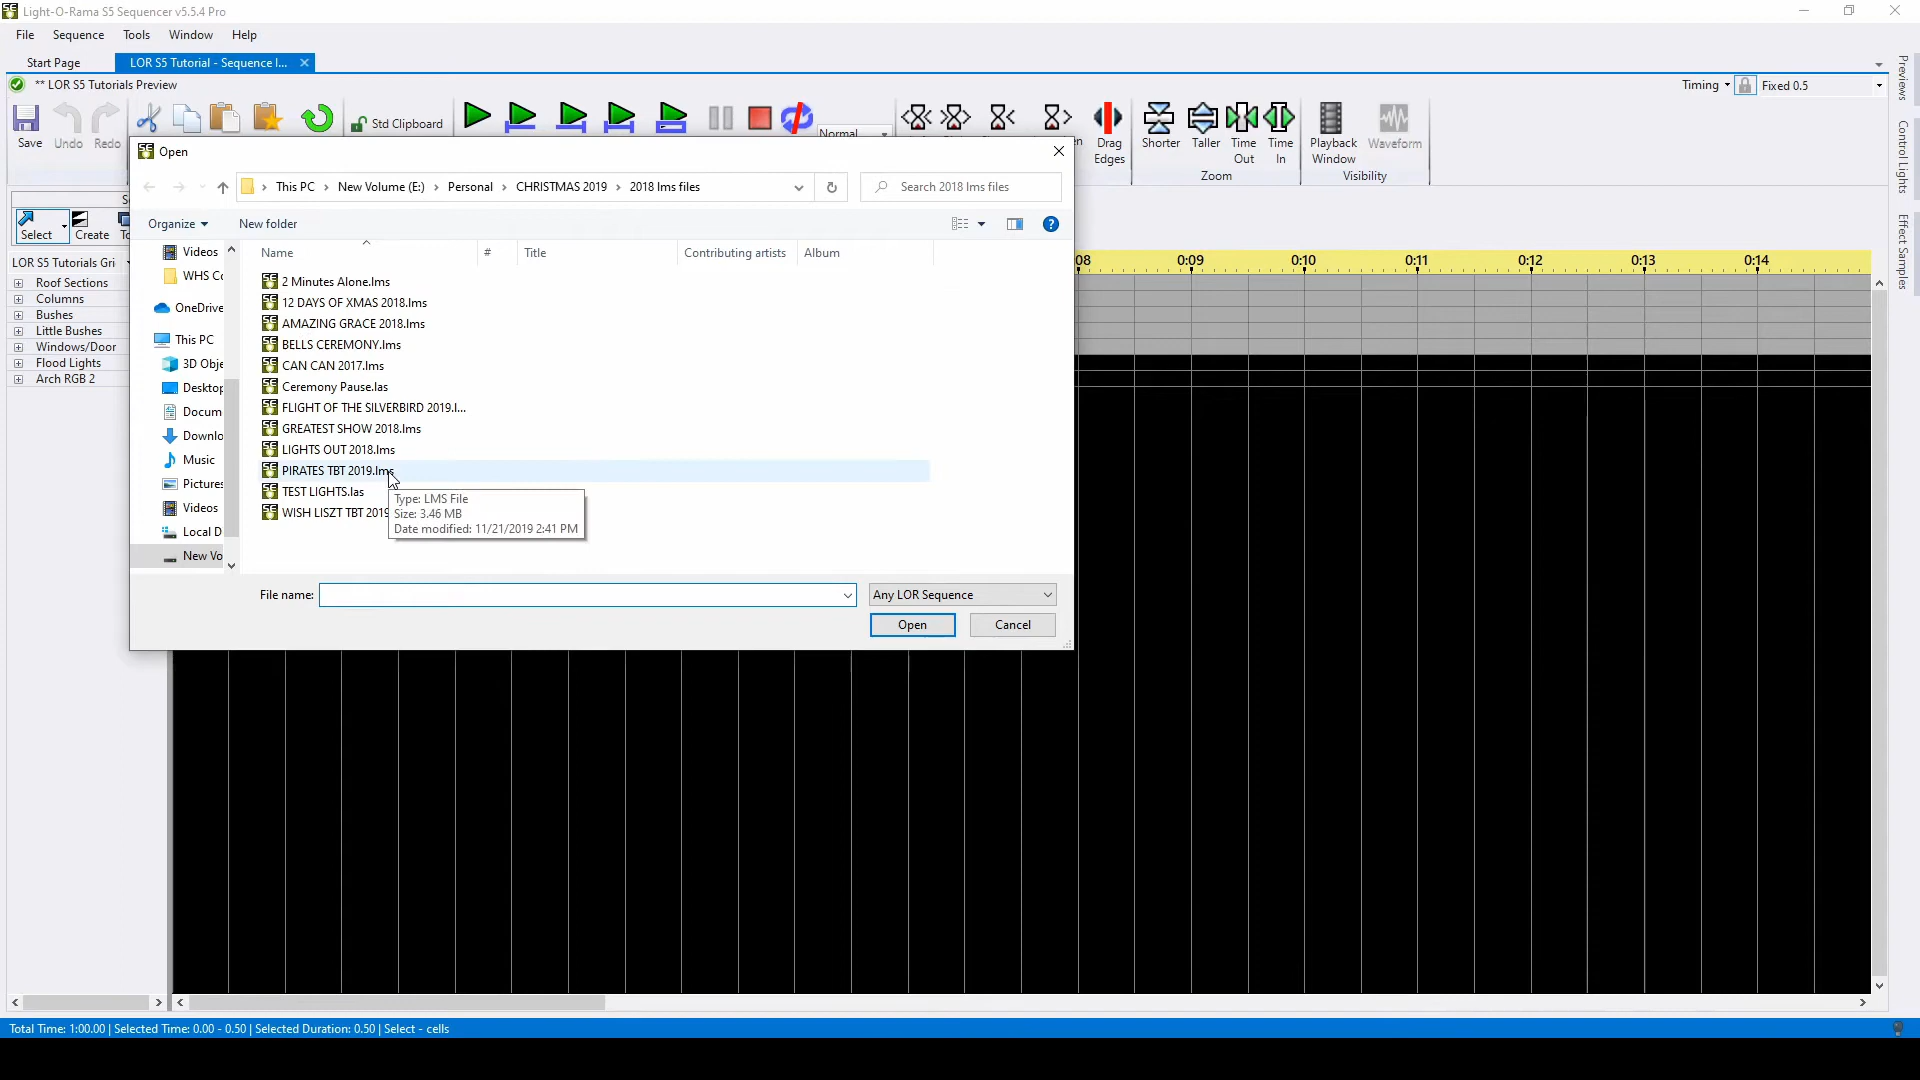 Light-O-Rama S5 Sequencer v5.5.4 Pro
File Sequence Tools Window Help
Start Page
LOR S5 Tutorial - Sequence I...
** LOR S5 Tutorials Preview
Timing
Fixed 0.5
Save Undo Redo
Std Clipboard
Normal
Drag Edges
Shorter Taller Time Out Time In
Zoom
Playback Window
Waveform
Visibility
Previews
Control Lights
Effect Samples
Select Create
LOR S5 Tutorials Gri
Roof Sections
Columns
Bushes
Little Bushes
Windows/Door
Flood Lights
Arch RGB 2
Open
This PC > New Volume (E:) > Personal > CHRISTMAS 2019 > 2018 lms files
Search 2018 lms files
Organize New folder
Videos
WHS Co
OneDrive
This PC
3D Obje
Desktop
Docum
Downlo
Music
Pictures
Videos
Local D
New Vo
Name # Title Contributing artists Album
2 Minutes Alone.lms
12 DAYS OF XMAS 2018.lms
AMAZING GRACE 2018.lms
BELLS CEREMONY.lms
CAN CAN 2017.lms
Ceremony Pause.las
FLIGHT OF THE SILVERBIRD 2019.l...
GREATEST SHOW 2018.lms
LIGHTS OUT 2018.lms
PIRATES TBT 2019.lms
TEST LIGHTS.las
WISH LISZT TBT 2019
Type: LMS File
Size: 3.46 MB
Date modified: 11/21/2019 2:41 PM
File name:
Any LOR Sequence
Open Cancel
:08 0:09 0:10 0:11 0:12 0:13 0:14
Total Time: 1:00.00 | Selected Time: 0.00 - 0.50 | Selected Duration: 0.50 | Select - cells